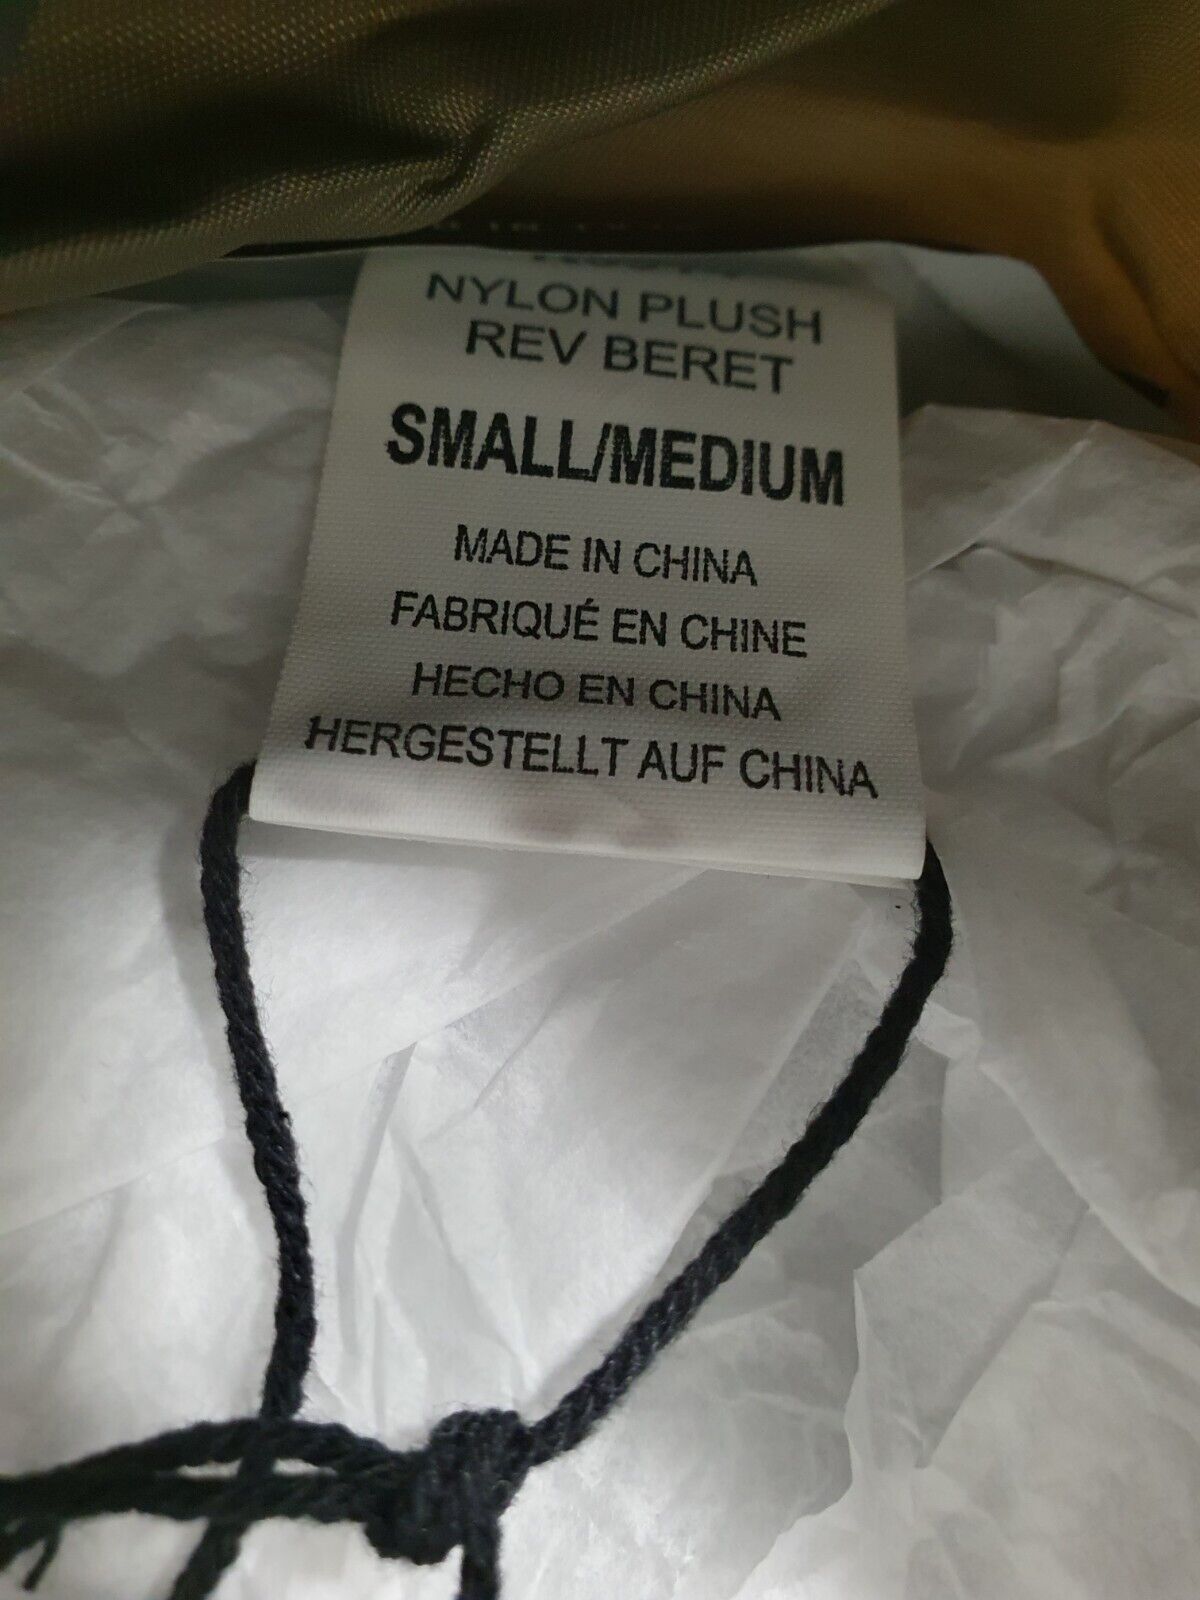 NYLON PLUSH
REV BERET
SMALL/MEDIUM
MADE IN CHINA
FABRIQUÉ EN CHINE
HECHO EN CHINA
HERGESTELLT AUF CHINA